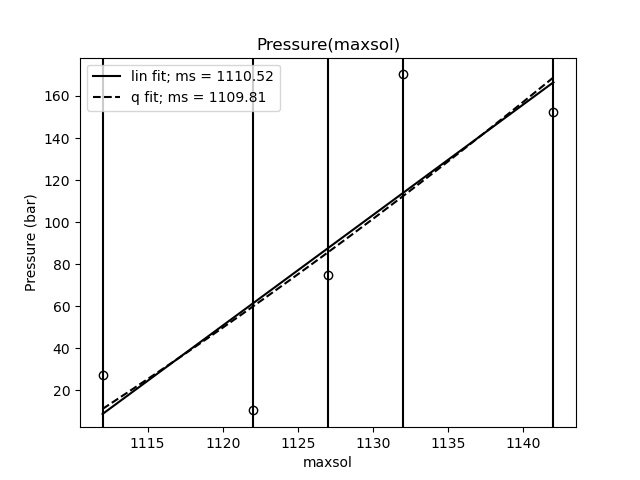 Pressure(maxsol)
lin fit; ms = 1110.52
q fit; ms = 1109.81
160
140
120
100
80
60
40
20
Pressure (bar)
1115 1120 1125 1130 1135 1140
maxsol